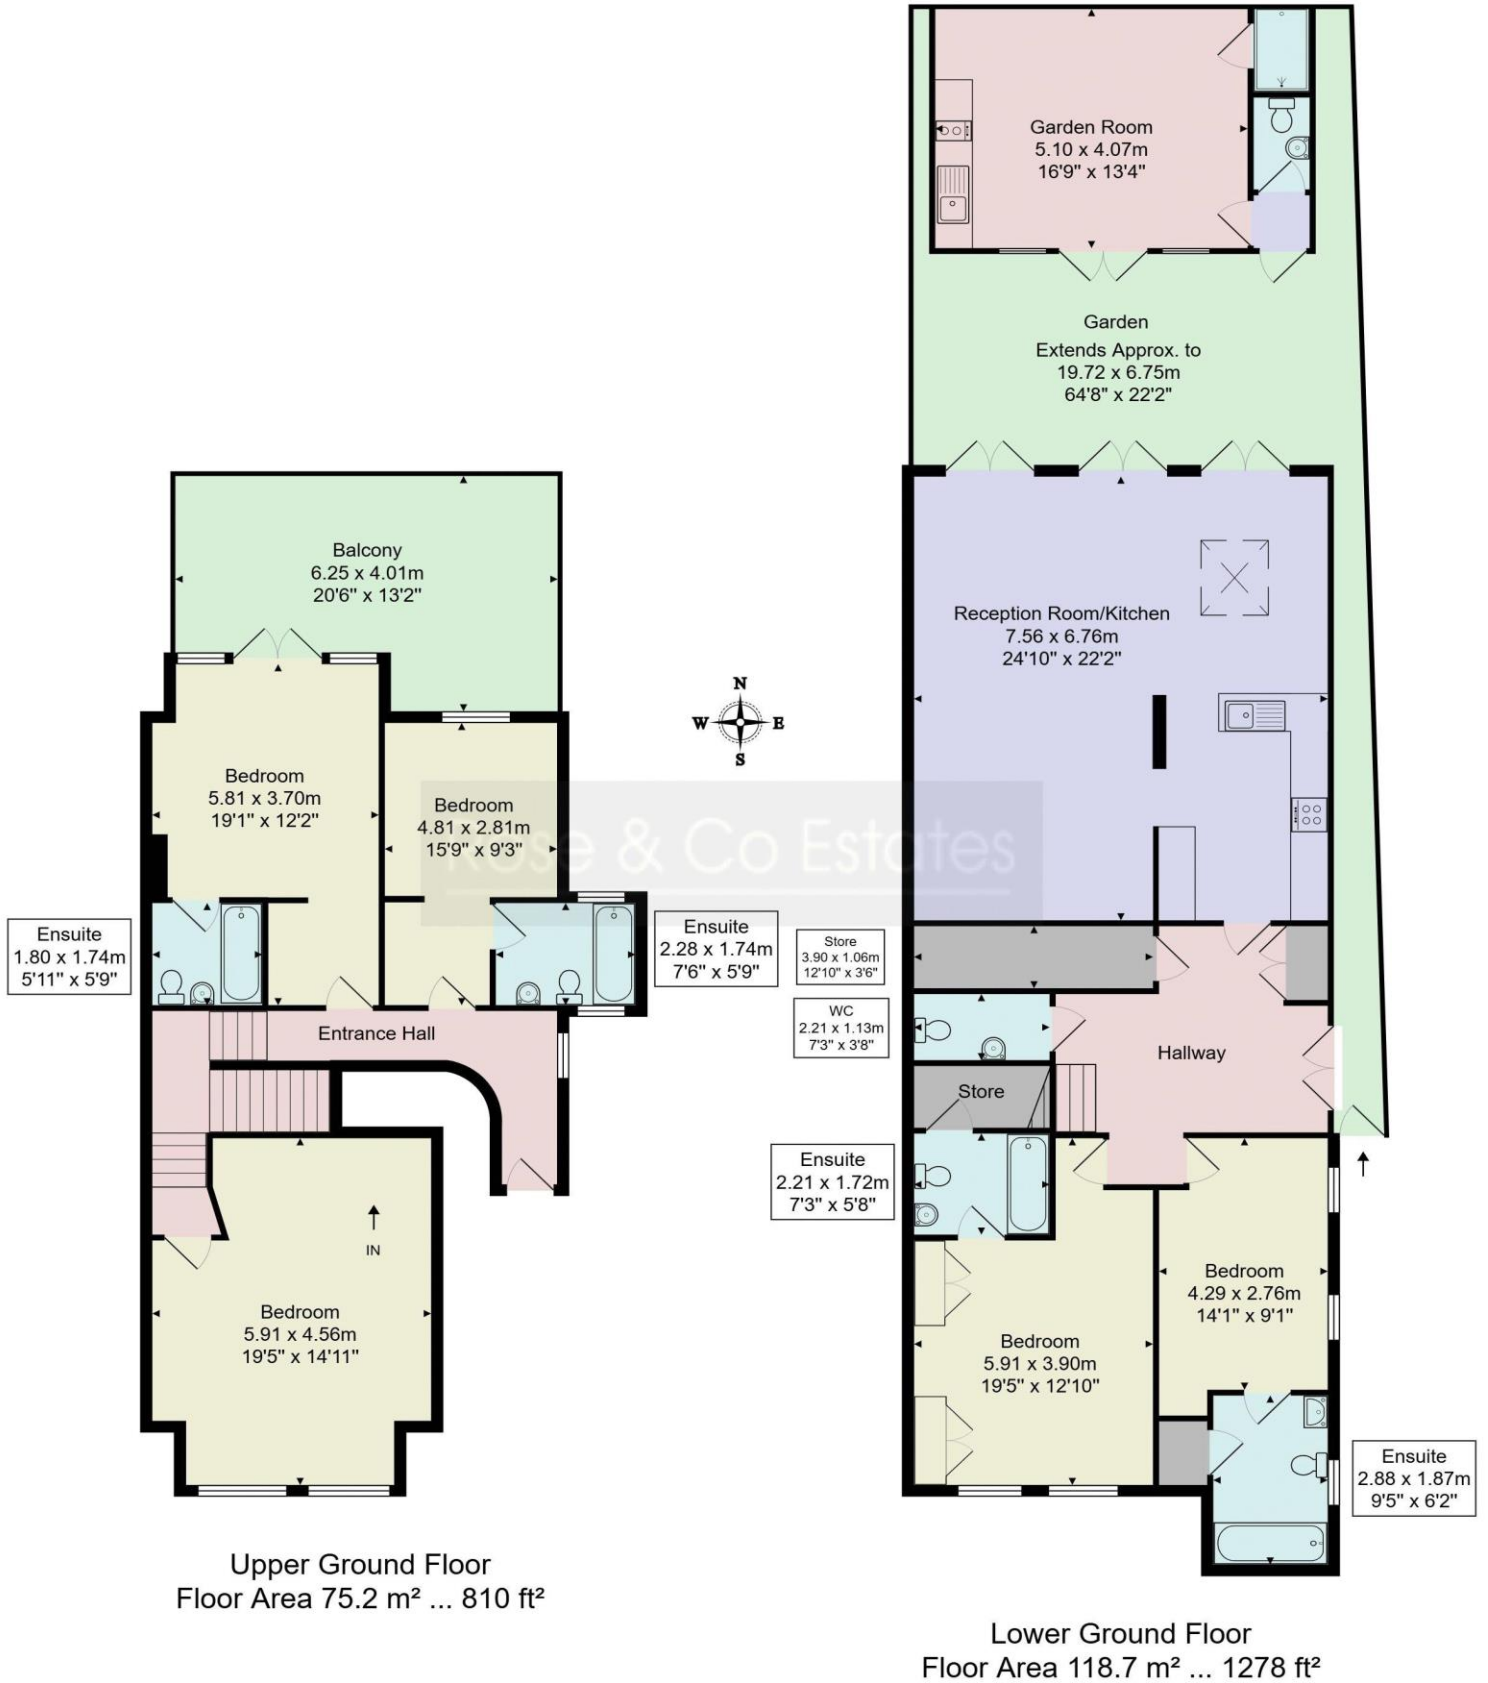 Garden Room
5.10 x 4.07m
16'9" x 13'4"
Garden
Extends Approx. to
19.72 x 6.75m
64'8" x 22'2"
Balcony
6.25 x 4.01m
20'6" x 13'2"
Reception Room/Kitchen
7.56 x 6.76m
24'10" x 22'2"
N
W E
S
Bedroom
5.81 x 3.70m
19'1" x 12'2"
Bedroom
4.81 x 2.81m
15'9" x 9'3"
Rose & Co Estates
Ensuite
1.80 x 1.74m
5'11" x 5'9"
Ensuite
2.28 x 1.74m
7'6" x 5'9"
Store
3.90 x 1.06m
12'10" x 3'6"
WC
2.21 x 1.13m
7'3" x 3'8"
Entrance Hall
Hallway
Store
Ensuite
2.21 x 1.72m
7'3" x 5'8"
IN
Bedroom
5.91 x 4.56m
19'5" x 14'11"
Bedroom
4.29 x 2.76m
14'1" x 9'1"
Bedroom
5.91 x 3.90m
19'5" x 12'10"
Ensuite
2.88 x 1.87m
9'5" x 6'2"
Upper Ground Floor
Floor Area 75.2 m² ... 810 ft²
Lower Ground Floor
Floor Area 118.7 m² ... 1278 ft²